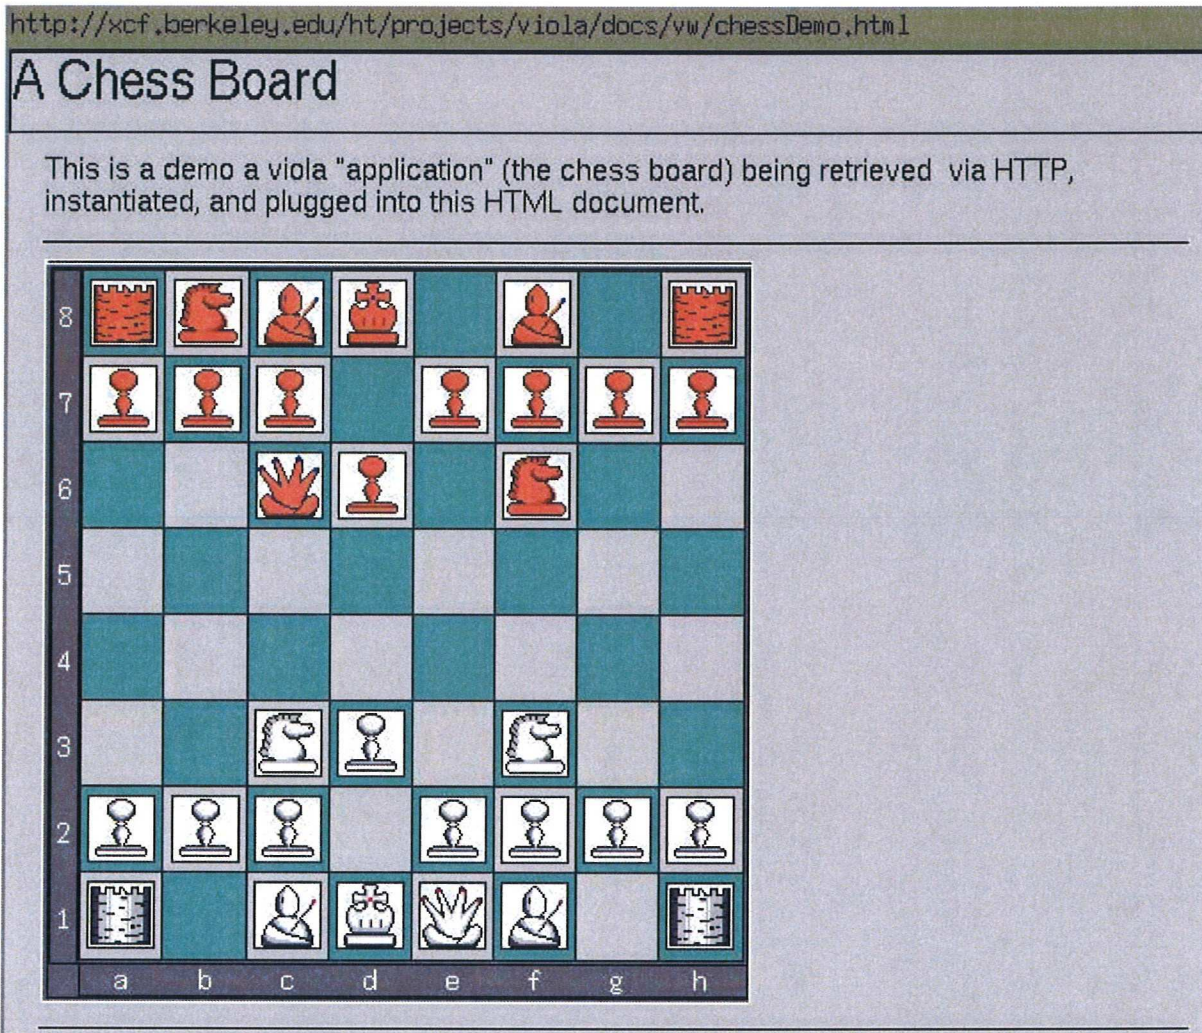 http://xcf.berkeley.edu/ht/projects/viola/docs/vw/chessDemo.html
A Chess Board
This is a demo a viola "application" (the chess board) being retrieved via HTTP,
instantiated, and plugged into this HTML document.
8
7
6
5
4
3
2
1
a b c d e f g h